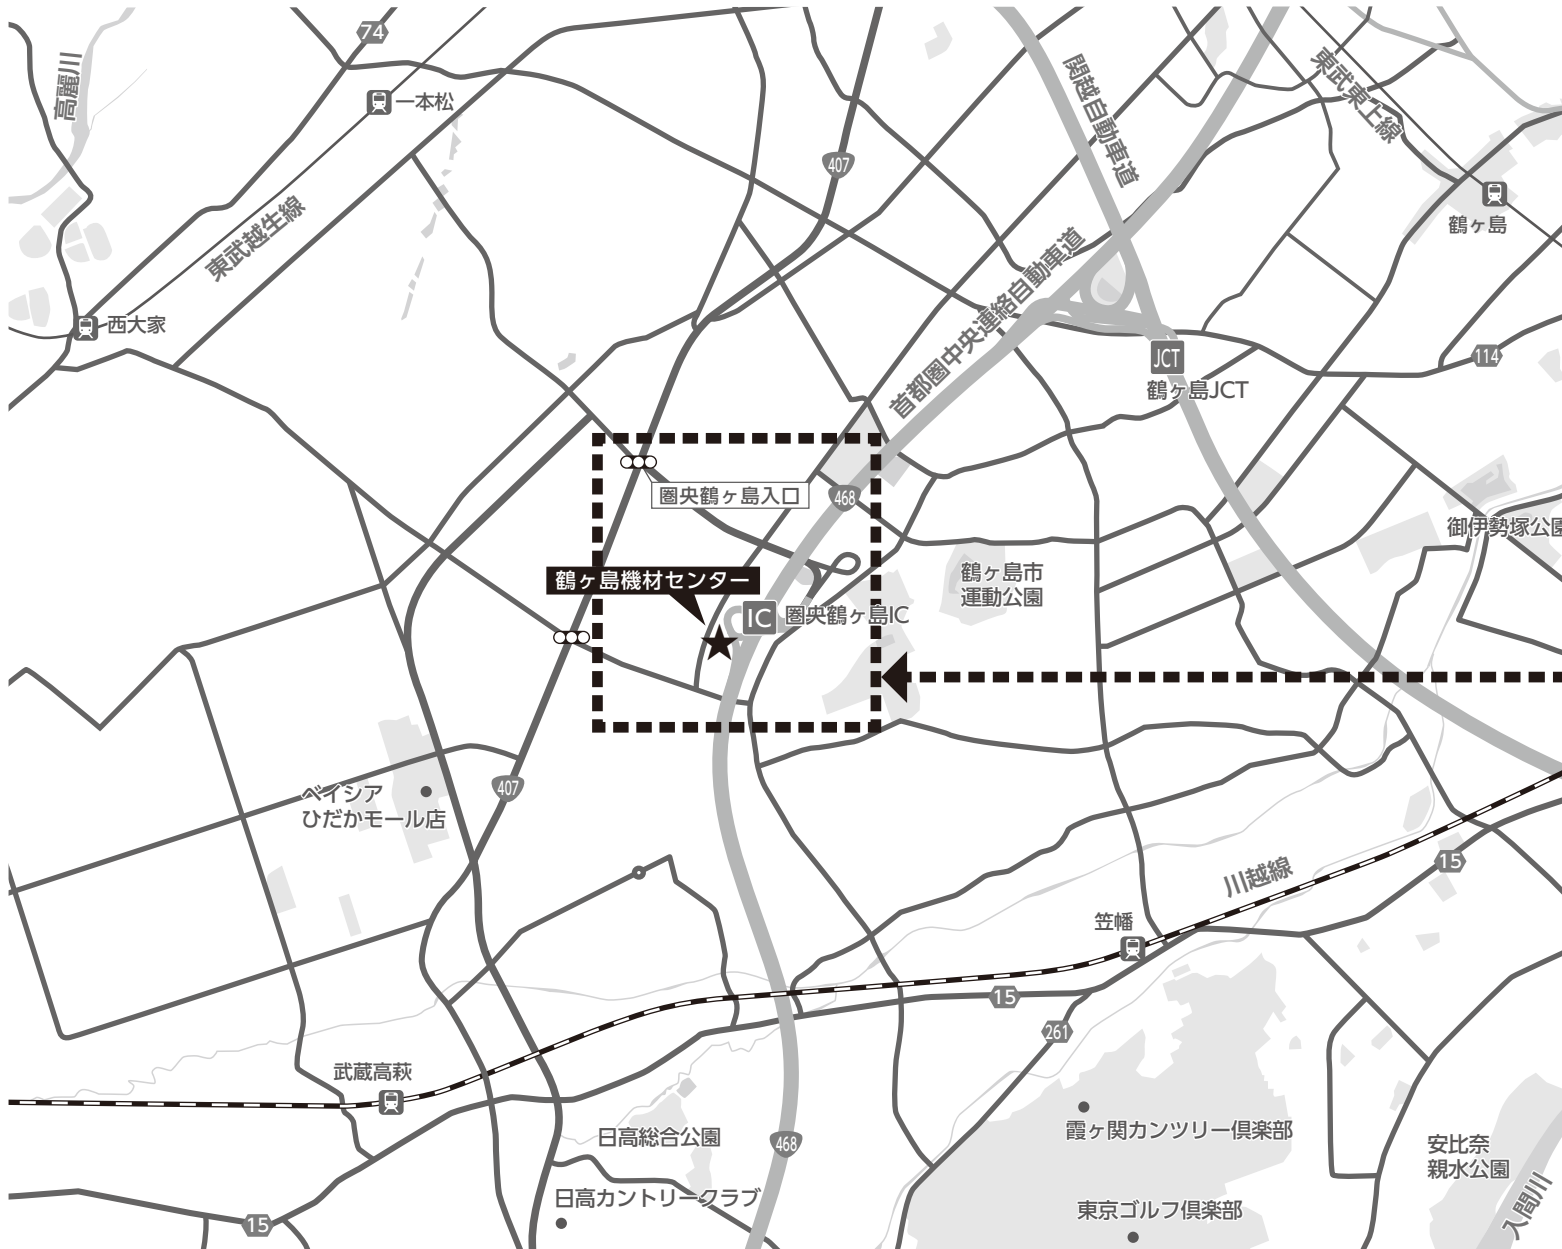 74
高麗川
一本松
関越自動車道
東武東上線
407
鶴ヶ島
東武越生線
西大家
首都圏中央連絡自動車道
JCT
鶴ヶ島JCT
114
圏央鶴ヶ島入口
468
御伊勢塚公園
鶴ヶ島機材センター
鶴ヶ島市
運動公園
IC
圏央鶴ヶ島IC
407
ベイシア
ひだかモール店
川越線
15
笠幡
15
261
武蔵高萩
日高総合公園
468
霞ヶ関カンツリー倶楽部
安比奈
親水公園
日高カントリークラブ
15
東京ゴルフ倶楽部
入間川